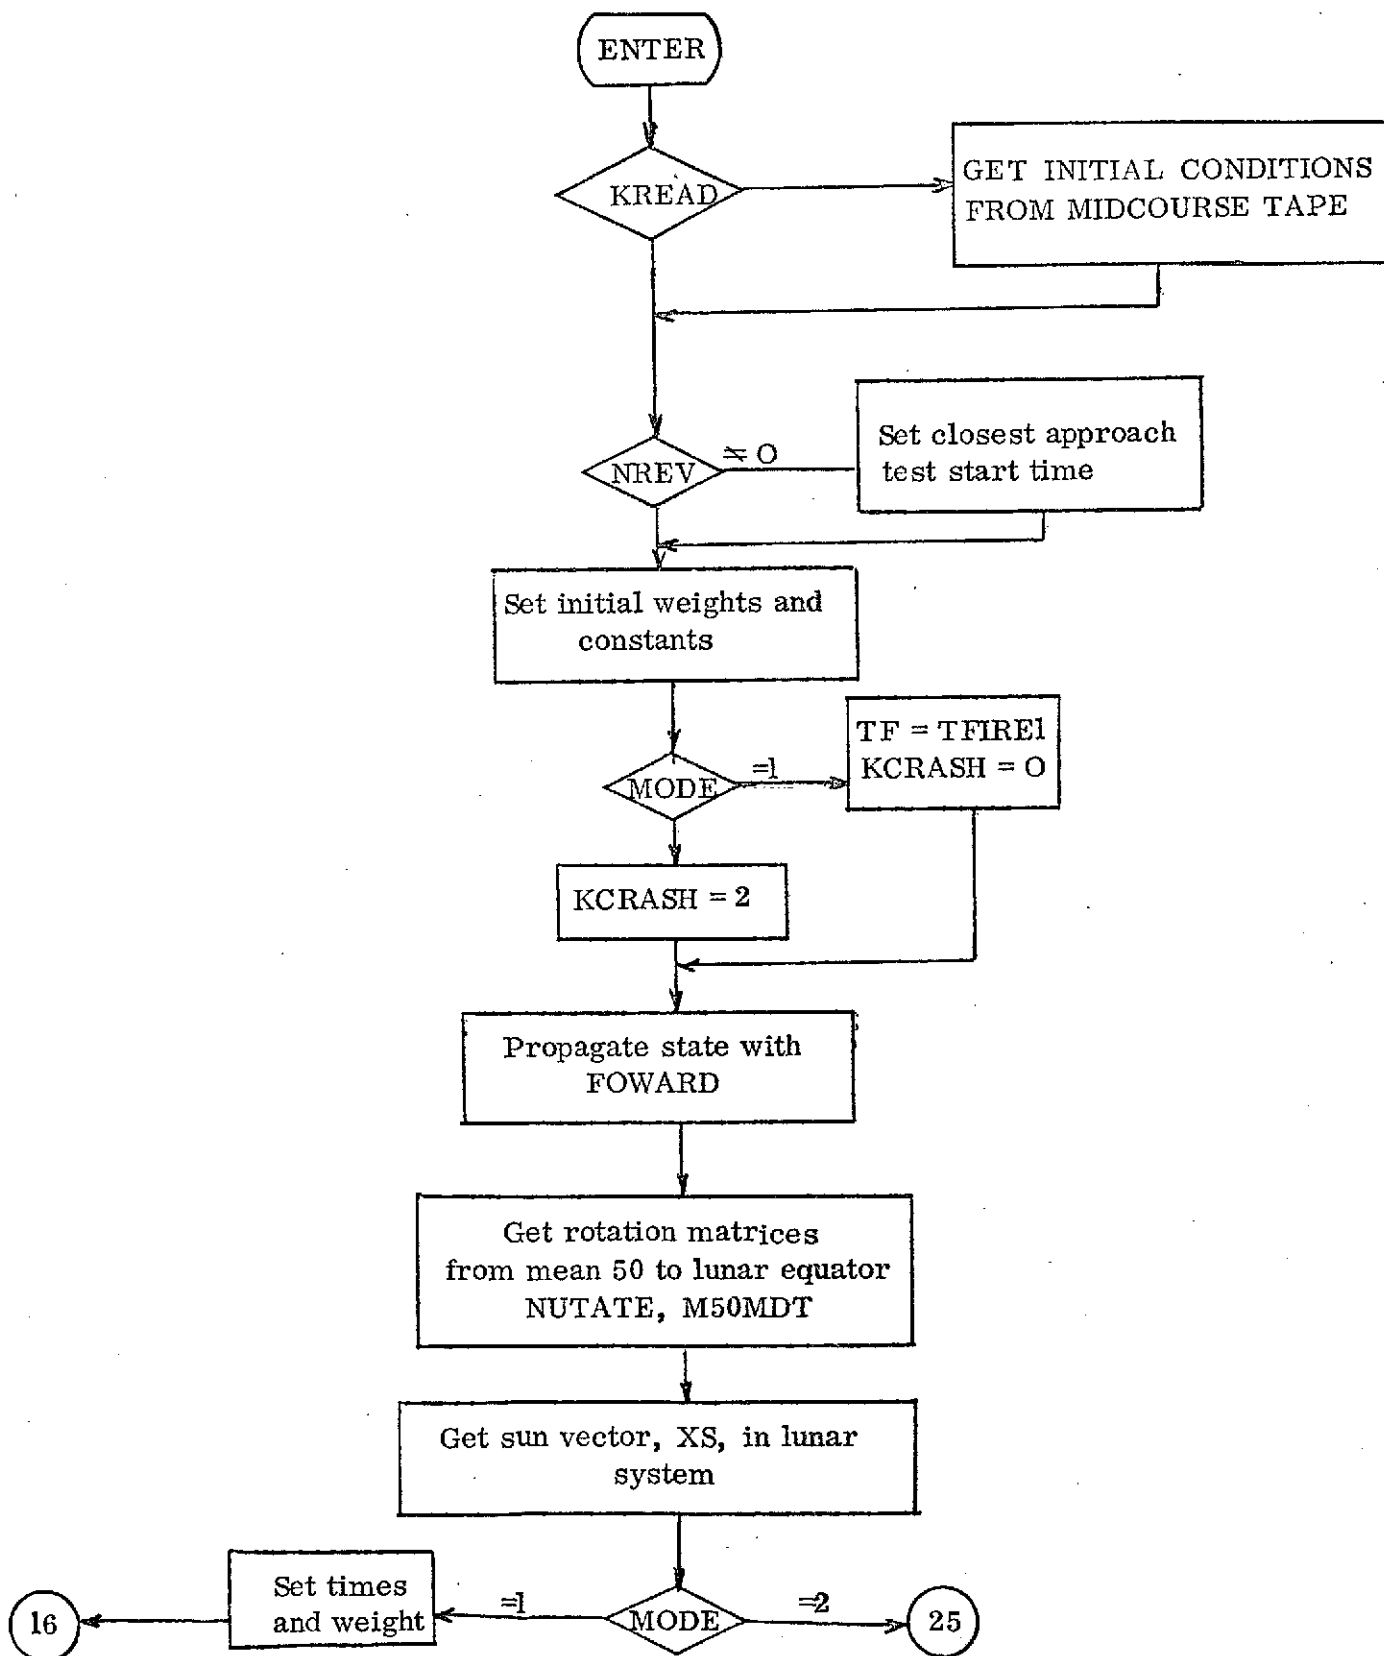 ENTER
KREAD
GET INITIAL CONDITIONS
FROM MIDCOURSE TAPE
NREV
≠ O
Set closest approach
test start time
Set initial weights and
constants
MODE
=1
TF = TFIRE1
KCRASH = O
KCRASH = 2
Propagate state with
FOWARD
Get rotation matrices
from mean 50 to lunar equator
NUTATE, M50MDT
Get sun vector, XS, in lunar
system
16
Set times
and weight
=1
MODE
=2
25